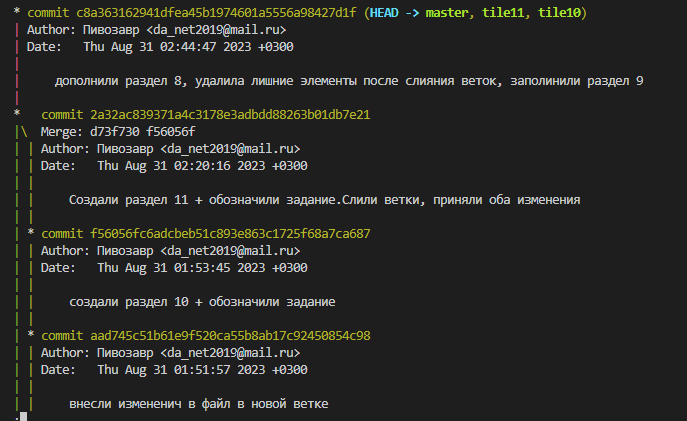 * commit c8a363162941dfea45b1974601a5556a98427d1f (HEAD -> master, tile11, tile10)
| Author: Пивозавр <da_net2019@mail.ru>
| Date:   Thu Aug 31 02:44:47 2023 +0300
|
|     дополнили раздел 8, удалила лишние элементы после слияния веток, заполинили раздел 9
|
*   commit 2a32ac839371a4c3178e3adbdd88263b01db7e21
|\  Merge: d73f730 f56056f
| | Author: Пивозавр <da_net2019@mail.ru>
| | Date:   Thu Aug 31 02:20:16 2023 +0300
| |
| |     Создали раздел 11 + обозначили задание.Слили ветки, приняли оба изменения
| |
| * commit f56056fc6adcbeb51c893e863c1725f68a7ca687
| | Author: Пивозавр <da_net2019@mail.ru>
| | Date:   Thu Aug 31 01:53:45 2023 +0300
| |
| |     создали раздел 10 + обозначили задание
| |
| * commit aad745c51b61e9f520ca55b8ab17c92450854c98
| | Author: Пивозавр <da_net2019@mail.ru>
| | Date:   Thu Aug 31 01:51:57 2023 +0300
| |
| |     внесли измененич в файл в новой ветке
: